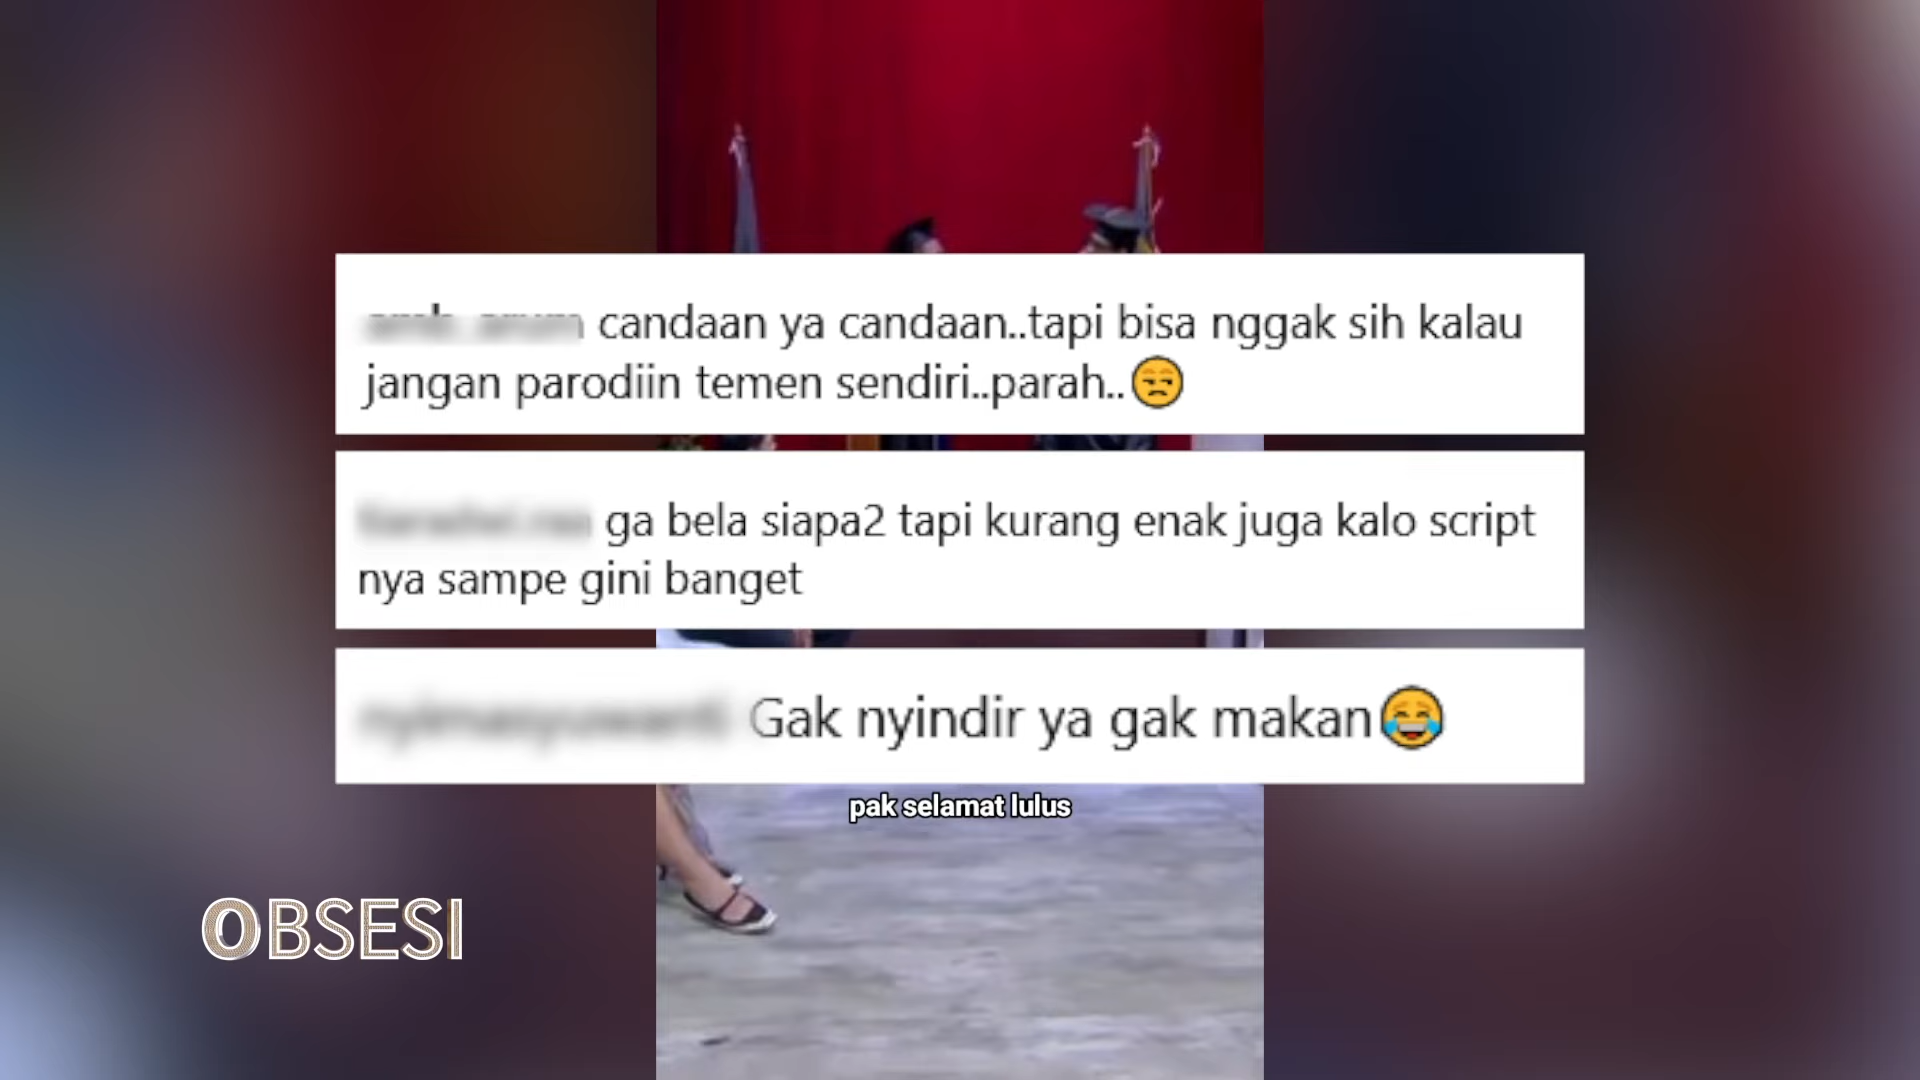 candaan ya candaan..tapi bisa nggak sih kalau
jangan parodiin temen sendiri..parah..😒
ga bela siapa2 tapi kurang enak juga kalo script
nya sampe gini banget
Gak nyindir ya gak makan😂
pak selamat lulus
OBSESI